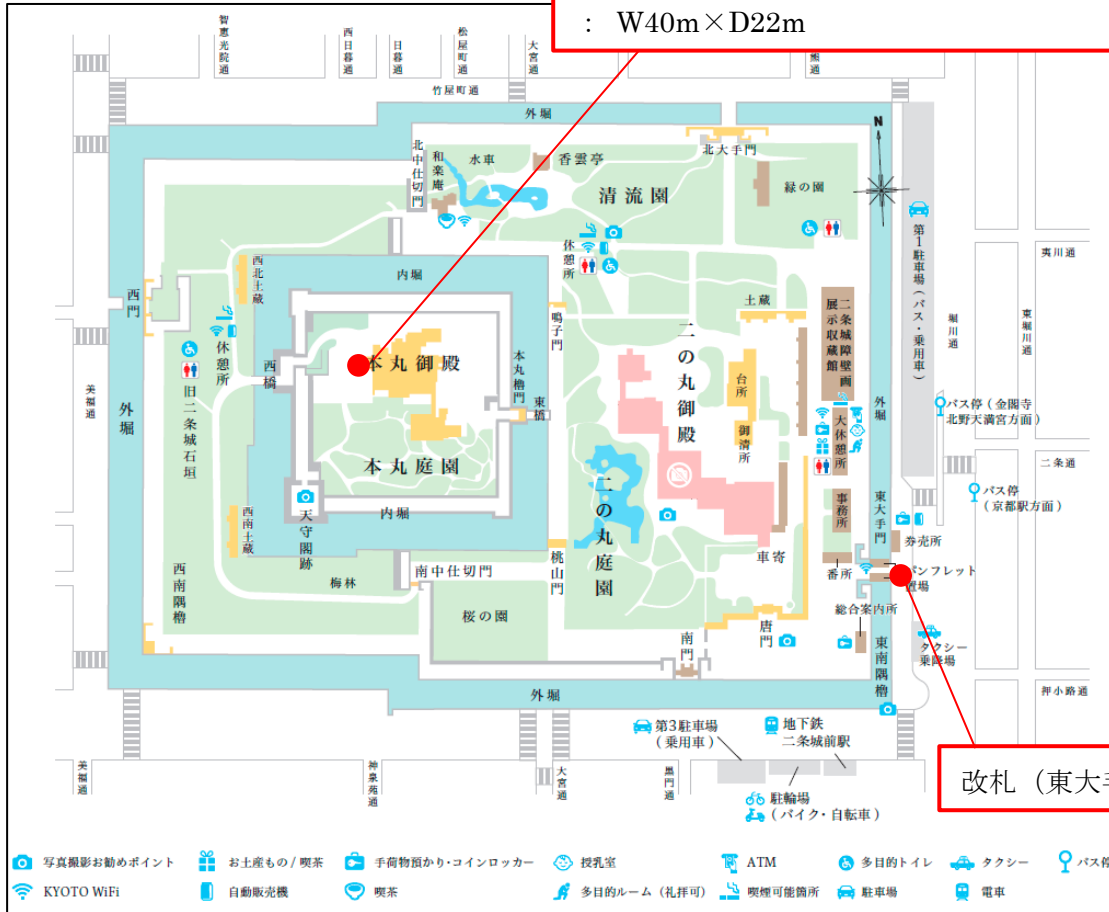 : W40m×D22m
智恵光院通
西日暮通
日暮通
松屋町通
大宮通
竹屋町通
外堀
N
北中仕切門
和楽庵
水車
香雲亭
北大手門
清流園
緑の園
第1駐車場（バス・乗用車）
夷川通
堀川通
東堀川通
休憩所
内堀
西北土蔵
西門
鳴子門
土蔵
二条城障壁画
展示収蔵館
二の丸御殿
休憩所
西橋
本丸御殿
本丸櫓門
東橋
台所
御清所
大休憩所
外堀
美福通
外堀
旧二条城石垣
バス停（金閣寺
北野天満宮方面）
二条通
本丸庭園
バス停
（京都駅方面）
天守閣跡
内堀
二の丸庭園
事務所
東大手門
券売所
西南土蔵
車寄
桃山門
南中仕切門
番所
パンフレット
置場
梅林
西南隅櫓
桜の園
総合案内所
唐門
南門
東南隅櫓
タクシー
乗降場
外堀
押小路通
第3駐車場
（乗用車）
地下鉄
二条城前駅
美福通
神泉苑通
大宮通
黒門通
駐輪場
（バイク・自転車）
改札（東大
写真撮影お勧めポイント
お土産もの / 喫茶
手荷物預かり・コインロッカー
授乳室
ATM
多目的トイレ
タクシー
バス停
KYOTO WiFi
自動販売機
喫茶
多目的ルーム（礼拝可）
喫煙可能箇所
駐車場
電車